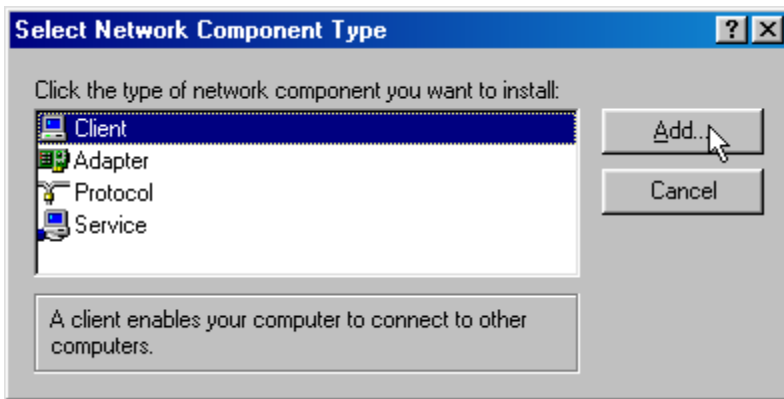 Select Network Component Type
Click the type of network component you want to install:
Client
Add...
Adapter
Protocol
Cancel
Service
A client enables your computer to connect to other
computers.